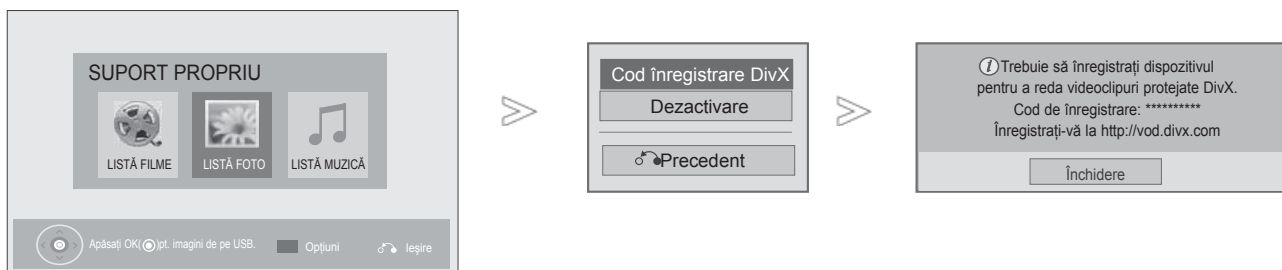 SUPORT PROPRIU
LISTĂ FILME
LISTĂ FOTO
LISTĂ MUZICĂ
Apăsați OK(◉)pt. imagini de pe USB.
Opțiuni
Ieșire
Cod înregistrare DivX
Dezactivare
Precedent
Trebuie să înregistrați dispozitivul
pentru a reda videoclipuri protejate DivX.
Cod de înregistrare: **********
Înregistrați-vă la http://vod.divx.com
Închidere